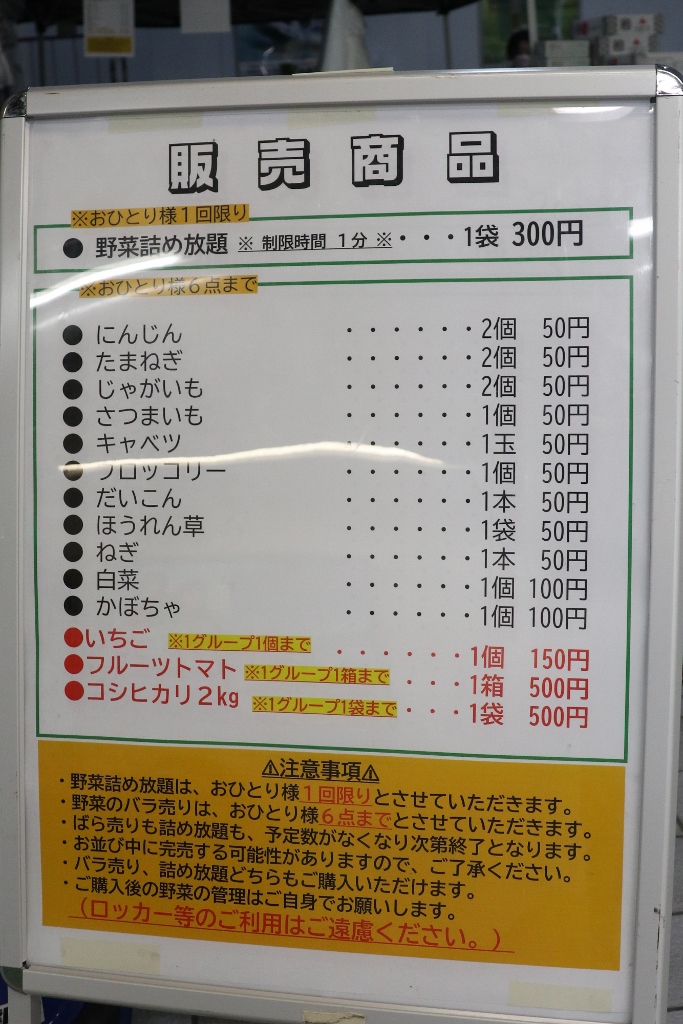 販売商品
※おひとり様1回限り
● 野菜詰め放題 ※ 制限時間 1分 ※・・・1袋 300円
※おひとり様6点まで
● にんじん ・・・・・・2個 50円
● たまねぎ ・・・・・・2個 50円
● じゃがいも ・・・・・・2個 50円
● さつまいも ・・・・・・1個 50円
● キャベツ ・・・・・・1玉 50円
● ブロッコリー ・・・・・・1個 50円
● だいこん ・・・・・・1本 50円
● ほうれん草 ・・・・・・1袋 50円
● ねぎ ・・・・・・1本 50円
● 白菜 ・・・・・・1個 100円
● かぼちゃ ・・・・・・1個 100円
●いちご ※1グループ1個まで ・・・・・・1個 150円
●フルーツトマト ※1グループ1箱まで ・・・1箱 500円
●コシヒカリ2kg ※1グループ1袋まで ・・・1袋 500円
⚠注意事項⚠
・野菜詰め放題は、おひとり様1回限りとさせていただきます。
・野菜のバラ売りは、おひとり様6点までとさせていただきます。
・ばら売りも詰め放題も、予定数がなくなり次第終了となります。
・お並び中に完売する可能性がありますので、ご了承ください。
・バラ売り、詰め放題どちらもご購入いただけます。
・ご購入後の野菜の管理はご自身でお願いします。
（ロッカー等のご利用はご遠慮ください。）